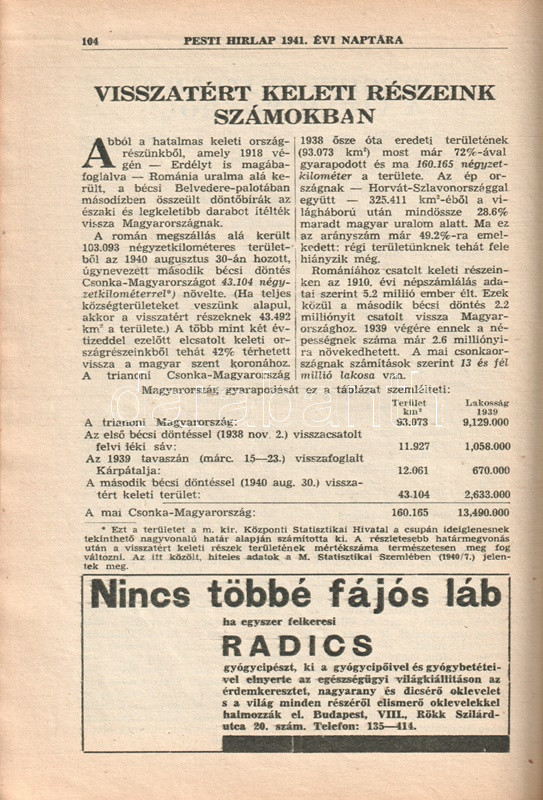 104
PESTI HIRLAP 1941. ÉVI NAPTÁRA
VISSZATÉRT KELETI RÉSZEINK
SZÁMOKBAN
Abból a hatalmas keleti ország-
részünkből, amely 1918 vé-
gén — Erdélyt is magába-
foglalva — Románia uralma alá ke-
rült, a bécsi Belvedere-palotában
másodízben összeült döntőbírák az
északi és legkeletibb darabot ítélték
vissza Magyarországnak.
A román megszállás alá került
103.093 négyzetkilométeres terület-
ből az 1940 augusztus 30-án hozott,
úgynevezett második bécsi döntés
Csonka-Magyarországot 43.104 négy-
zetkilométerrel*) növelte. (Ha teljes
községterületeket veszünk alapul,
akkor a visszatért részeknek 43.492
km² a területe.) A több mint két év-
tizeddel ezelőtt elcsatolt keleti or-
szágrészeinkből tehát 42% térhetett
vissza a magyar szent koronához.
A trianoni Csonka-Magyarország
1938 ősze óta eredeti területének
(93.073 km²) most már 72%-ával
gyarapodott és ma 160.165 négyzet-
kilométer a területe. Az ép or-
szágnak — Horvát-Szlavonországgal
együtt — 325.411 km²-éből a vi-
lágháború után mindössze 28.6%
maradt magyar uralom alatt. Ma ez
az arányszám már 49.2%-ra emel-
kedett: régi területünknek tehát fele
hiányzik még.
Romániához csatolt keleti részein-
ken az 1910. évi népszámlálás ada-
tai szerint 5.2 millió ember élt. Ezek
közül a második bécsi döntés 2.2
milliónyit csatolt vissza Magyar-
országhoz. 1939 végére ennek a né-
pességnek száma már 2.6 milliónyi-
ra növekedhetett. A mai csonkaor-
szágnak számítások szerint 13 és fél
millió lakosa van.
Magyarország gyarapodását ez a táblázat szemlélteti:
Terület Lakosság
km² 1939
A trianoni Magyarország: 93.073 9,129.000
Az első bécsi döntéssel (1938 nov. 2.) visszacsatolt
felvidéki sáv: 11.927 1,058.000
Az 1939 tavaszán (márc. 15—23.) visszafoglalt
Kárpátalja: 12.061 670.000
A második bécsi döntéssel (1940 aug. 30.) vissza-
tért keleti terület: 43.104 2,633.000
A mai Csonka-Magyarország: 160.165 13,490.000
* Ezt a területet a m. kir. Központi Statisztikai Hivatal a csupán ideiglenesnek
tekinthető nagyvonalú határ alapján számította ki. A részletesebb határmegvonás
után a visszatért keleti részek területének mértékszáma természetesen meg fog
változni. Az itt közölt, hiteles adatok a M. Statisztikai Szemlében (1940/7.) jelen-
tek meg.
Nincs többé fájós láb
ha egyszer felkeresi
RADICS
gyógycipészt, ki a gyógycipőivel és gyógybetétei-
vel elnyerte az egészségügyi világkiállításon az
érdemkeresztet, nagyarany és dicsérő oklevelet
s a világ minden részéről elismerő oklevelekkel
halmozzák el. Budapest, VIII., Rökk Szilárd-
utca 20. szám. Telefon: 135—414.